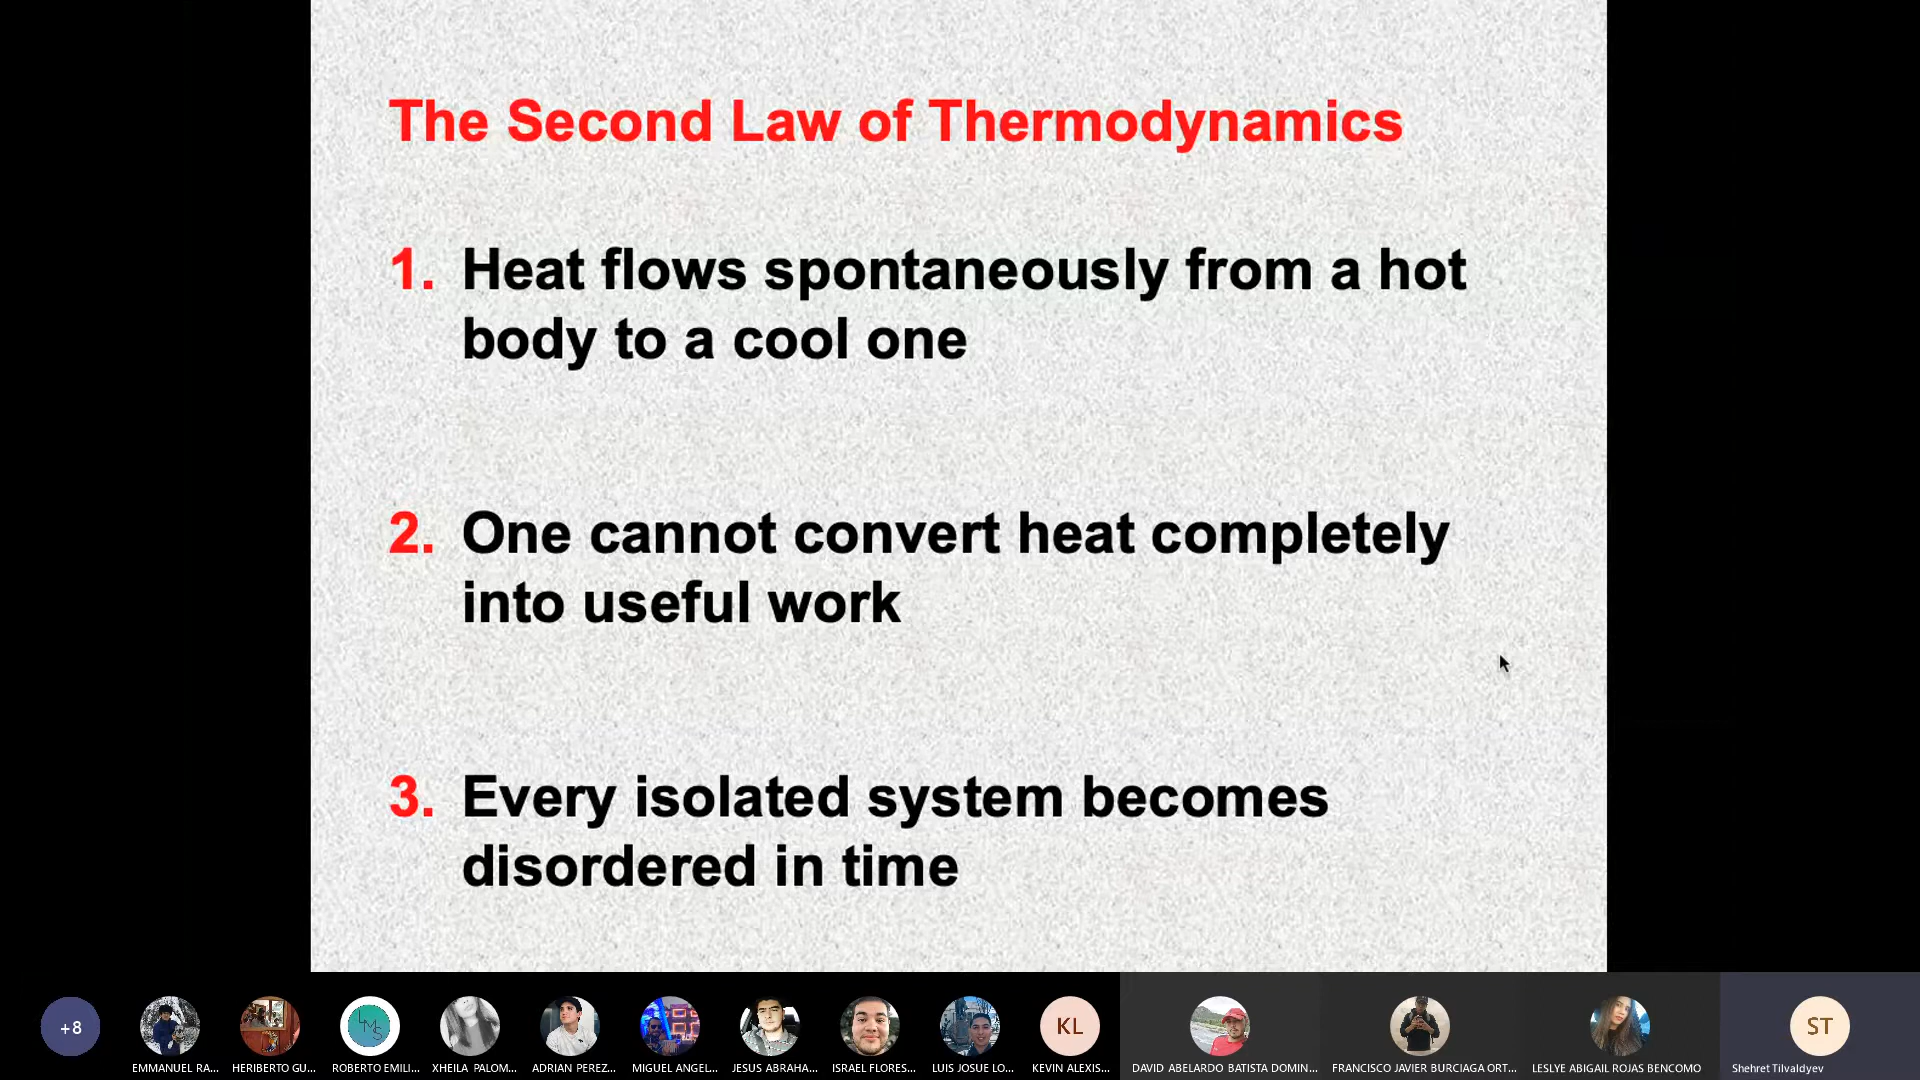 The Second Law of Thermodynamics
1. Heat flows spontaneously from a hot
body to a cool one
2. One cannot convert heat completely
into useful work
3. Every isolated system becomes
disordered in time
+8
LMS
KL
ST
EMMANUEL RA...
HERIBERTO GU...
ROBERTO EMILI...
XHEILA PALOM...
ADRIAN PEREZ...
MIGUEL ANGEL...
JESUS ABRAHA...
ISRAEL FLORES...
LUIS JOSUE LO...
KEVIN ALEXIS...
DAVID ABELARDO BATISTA DOMIN...
FRANCISCO JAVIER BURCIAGA ORT...
LESLYE ABIGAIL ROJAS BENCOMO
Shehret Tilvaldyev